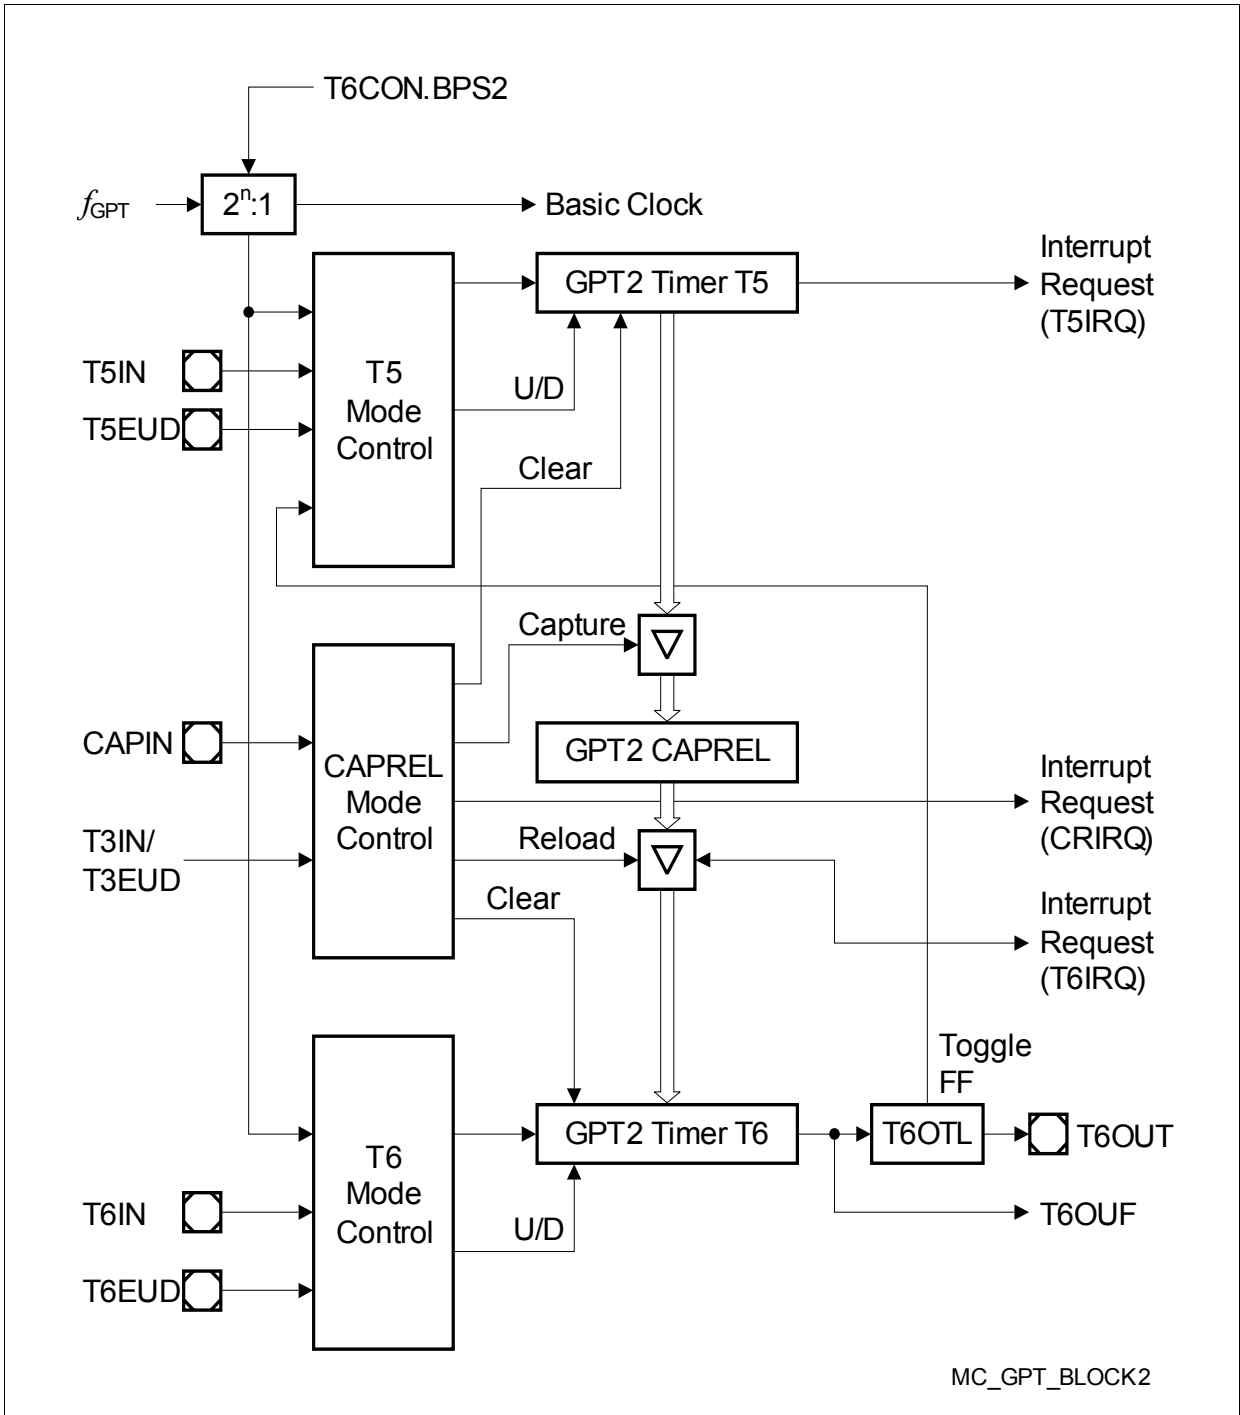 T6CON.BPS2
fGPT
2n:1
Basic Clock
Interrupt
Request
(T5IRQ)
GPT2 Timer T5
T5IN
T5EUD
T5
Mode
Control
U/D
Clear
Capture
CAPIN
T3IN/
T3EUD
CAPREL
Mode
Control
GPT2 CAPREL
Interrupt
Request
(CRIRQ)
Reload
Clear
Interrupt
Request
(T6IRQ)
Toggle
FF
GPT2 Timer T6
T6OTL
T6OUT
T6
Mode
Control
T6IN
U/D
T6OUF
T6EUD
MC_GPT_BLOCK2